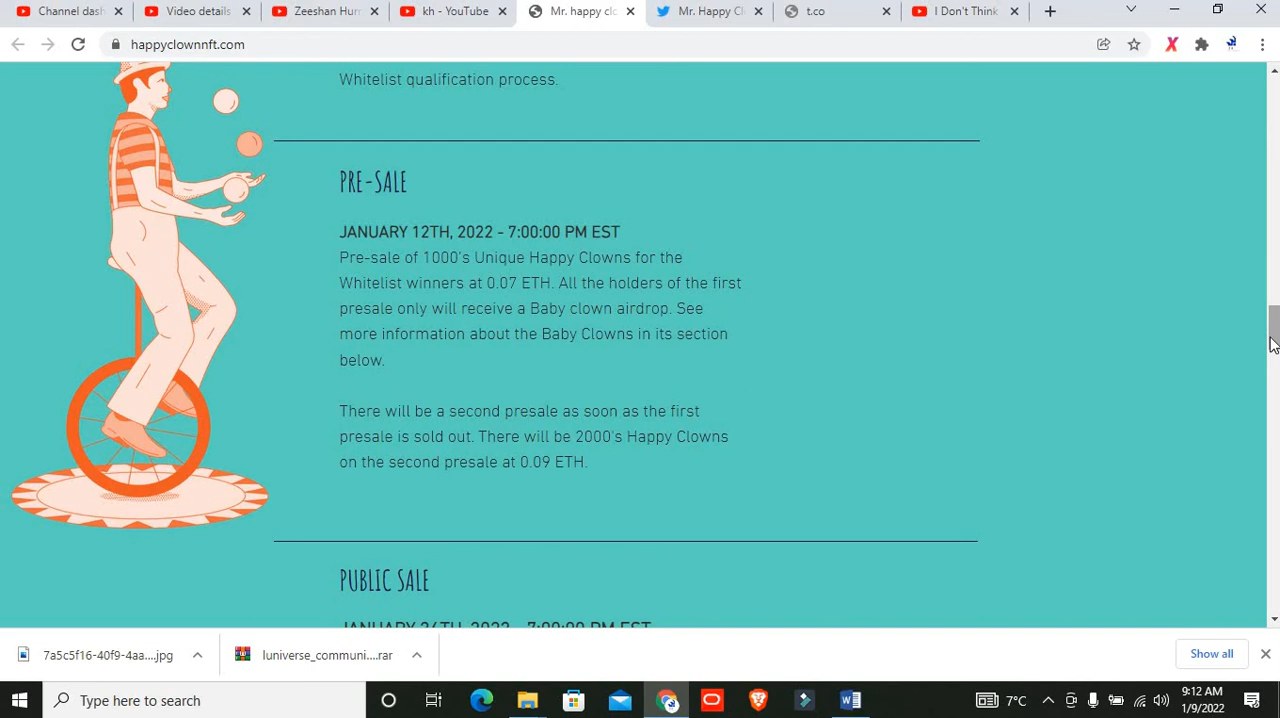 Channel dash
Video details
Zeeshan Hurr
kh - YouTube
Mr. happy clo
Mr. Happy Cl
t.co
I Don't Think
happyclownnft.com
Whitelist qualification process.
PRE-SALE
JANUARY 12TH, 2022 - 7:00:00 PM EST
Pre-sale of 1000's Unique Happy Clowns for the
Whitelist winners at 0.07 ETH. All the holders of the first
presale only will receive a Baby clown airdrop. See
more information about the Baby Clowns in its section
below.
There will be a second presale as soon as the first
presale is sold out. There will be 2000's Happy Clowns
on the second presale at 0.09 ETH.
PUBLIC SALE
7a5c5f16-40f9-4aa....jpg
luniverse_communi....rar
Show all
Type here to search
7°C
9:12 AM
1/9/2022